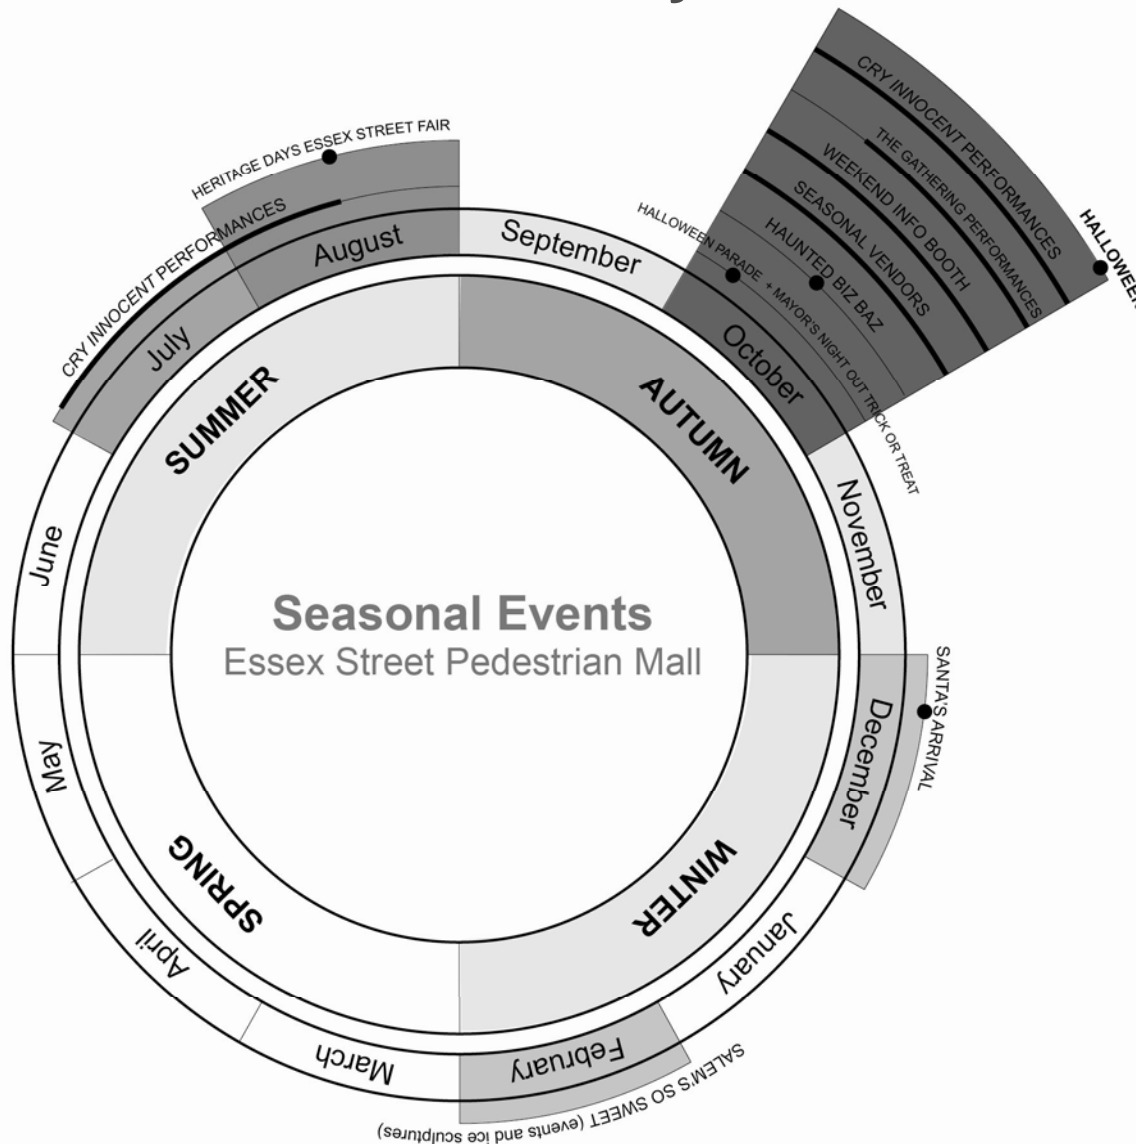 Seasonal Events
Essex Street Pedestrian Mall
SUMMER
AUTUMN
WINTER
SPRING
September
October
November
December
January
February
March
April
May
June
July
August
HERITAGE DAYS ESSEX STREET FAIR
CRY INNOCENT PERFORMANCES
CRY INNOCENT PERFORMANCES
THE GATHERING PERFORMANCES
WEEKEND INFO BOOTH
SEASONAL VENDORS
HAUNTED BIZ BAZ
HALLOWEEN PARADE + MAYOR'S NIGHT OUT TRICK OR TREAT
SANTA'S ARRIVAL
SALEM'S SO SWEET (events and ice sculptures)